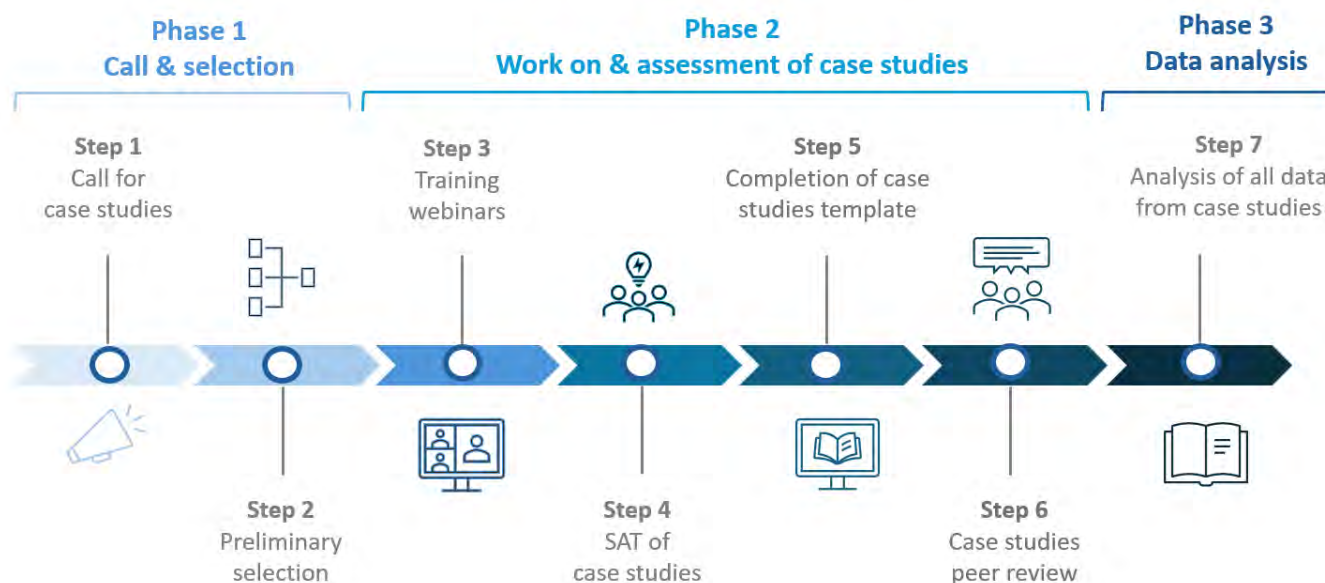 Phase 1
Call & selection
Phase 2
Work on & assessment of case studies
Phase 3
Data analysis
Step 1
Call for
case studies
Step 3
Training
webinars
Step 5
Completion of case
studies template
Step 7
Analysis of all data
from case studies
Step 2
Preliminary
selection
Step 4
SAT of
case studies
Step 6
Case studies
peer review